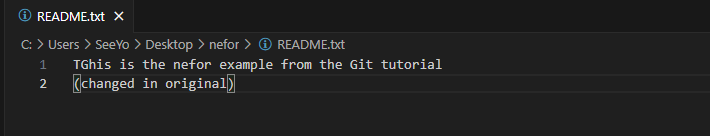 README.txt
C: > Users > SeeYo > Desktop > nefor > README.txt
1 TGhis is the nefor example from the Git tutorial
2 (changed in original)